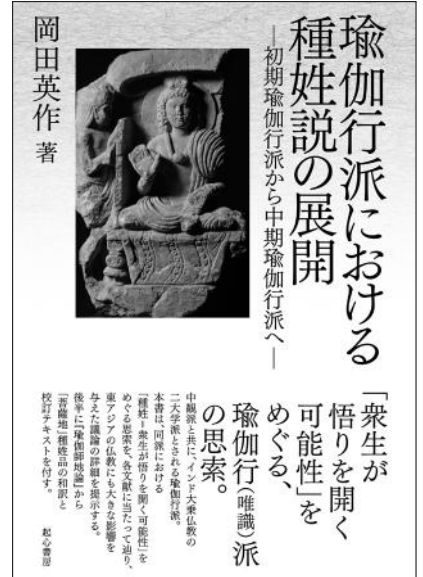 瑜伽行派における
種姓説の展開
―初期瑜伽行派から中期瑜伽行派へ―
岡田英作 著
「衆生が
悟りを開く
可能性」を
めぐる、
瑜伽行(唯識)派
の思索。
中観派と共に、インド大乗仏教の
二大学派とされる瑜伽行派。
本書は、同派における
「種姓=衆生が悟りを開く可能性」を
めぐる思索を、各文献に当たって辿り、
東アジアの仏教にも大きな影響を
与えた議論の詳細を提示する。
後半に『瑜伽師地論』から
「菩薩地」種姓品の和訳と
校訂テキストを付す。
起心書房